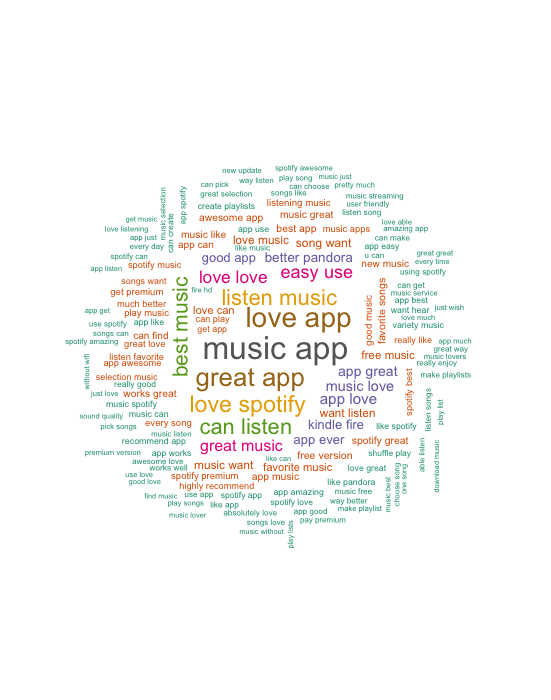 new update
spotify awesome
way listen
play song
music just
can pick
can choose
pretty much
great selection
songs like
music streaming
user friendly
music selection
can create
app spotify
create playlists
listening music
listen song
get music
awesome app
music great
love able
love listening
app use
best app
music apps
amazing app
app just
music like
love music
song want
can make
every day
app can
like music
app easy
u can
great great
spotify can
good app
better pandora
new music
every time
app listen
spotify music
love love
easy use
using spotify
songs want
best music
fire hd
listen music
good music
favorite songs
can get
get premium
music service
app best
much better
love can
want hear
just wish
app get
play music
can play
love app
love much
use spotify
app like
get app
variety music
songs can
can find
music app
really like
app much
spotify amazing
great love
great way
listen favorite
free music
music lovers
app awesome
really enjoy
without wifi
selection music
great app
app great
spotify best
make playlists
really good
music love
just love
works great
love spotify
app love
listen songs
play list
music spotify
want listen
sound quality
music can
every song
can listen
kindle fire
like spotify
pick songs
music listen
recommend app
great music
app ever
spotify great
able listen
download music
premium version
app works
like can
free version
shuffle play
awesome love
works well
music want
favorite music
love great
music best
choose song
one song
use love
spotify premium
app music
like pandora
good love
highly recommend
find music
use app
spotify app
app amazing
music free
play songs
like app
spotify love
way better
music lover
absolutely love
app good
make playlist
songs love
pay premium
music without
play lists